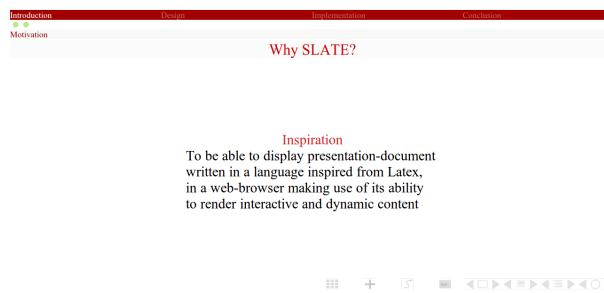 Introduction Design Implementation Conclusion
Motivation
Why SLATE?
Inspiration
To be able to display presentation-document
written in a language inspired from Latex,
in a web-browser making use of its ability
to render interactive and dynamic content